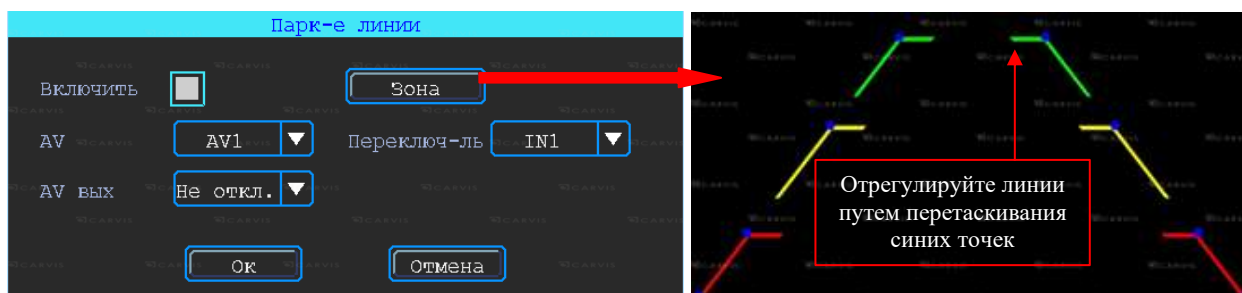 Парк-е линии
Включить
Зона
AV
AV1
Переключ-ль
IN1
AV вых
Не откл.
Ок
Отмена
Отрегулируйте линии
путем перетаскивания
синих точек